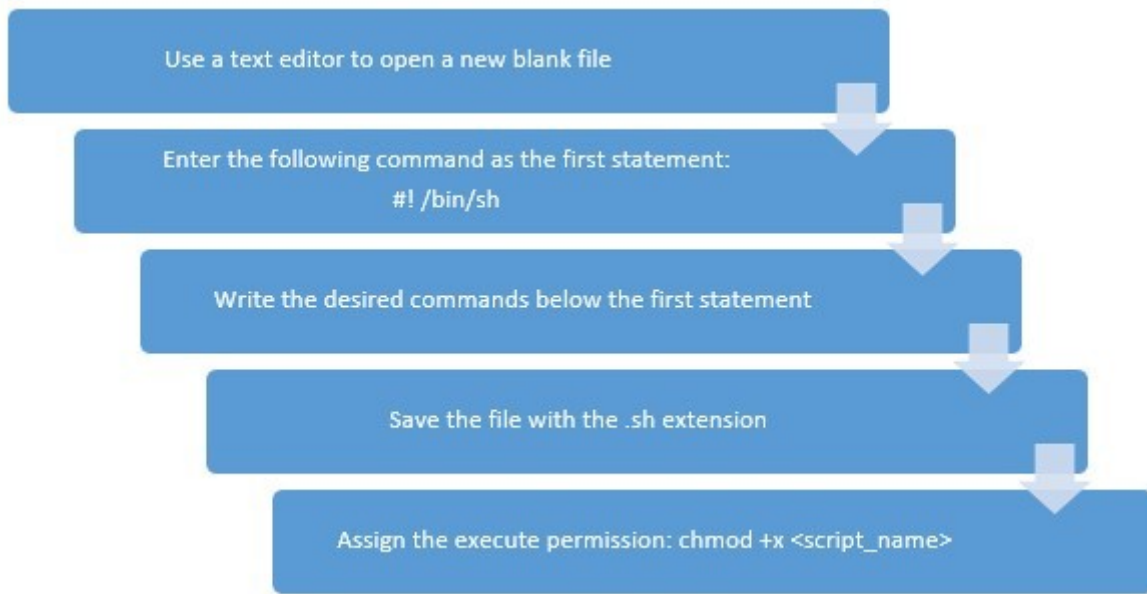 Use a text editor to open a new blank file
Enter the following command as the first statement:
#! /bin/sh
Write the desired commands below the first statement
Save the file with the .sh extension
Assign the execute permission: chmod +x <script_name>